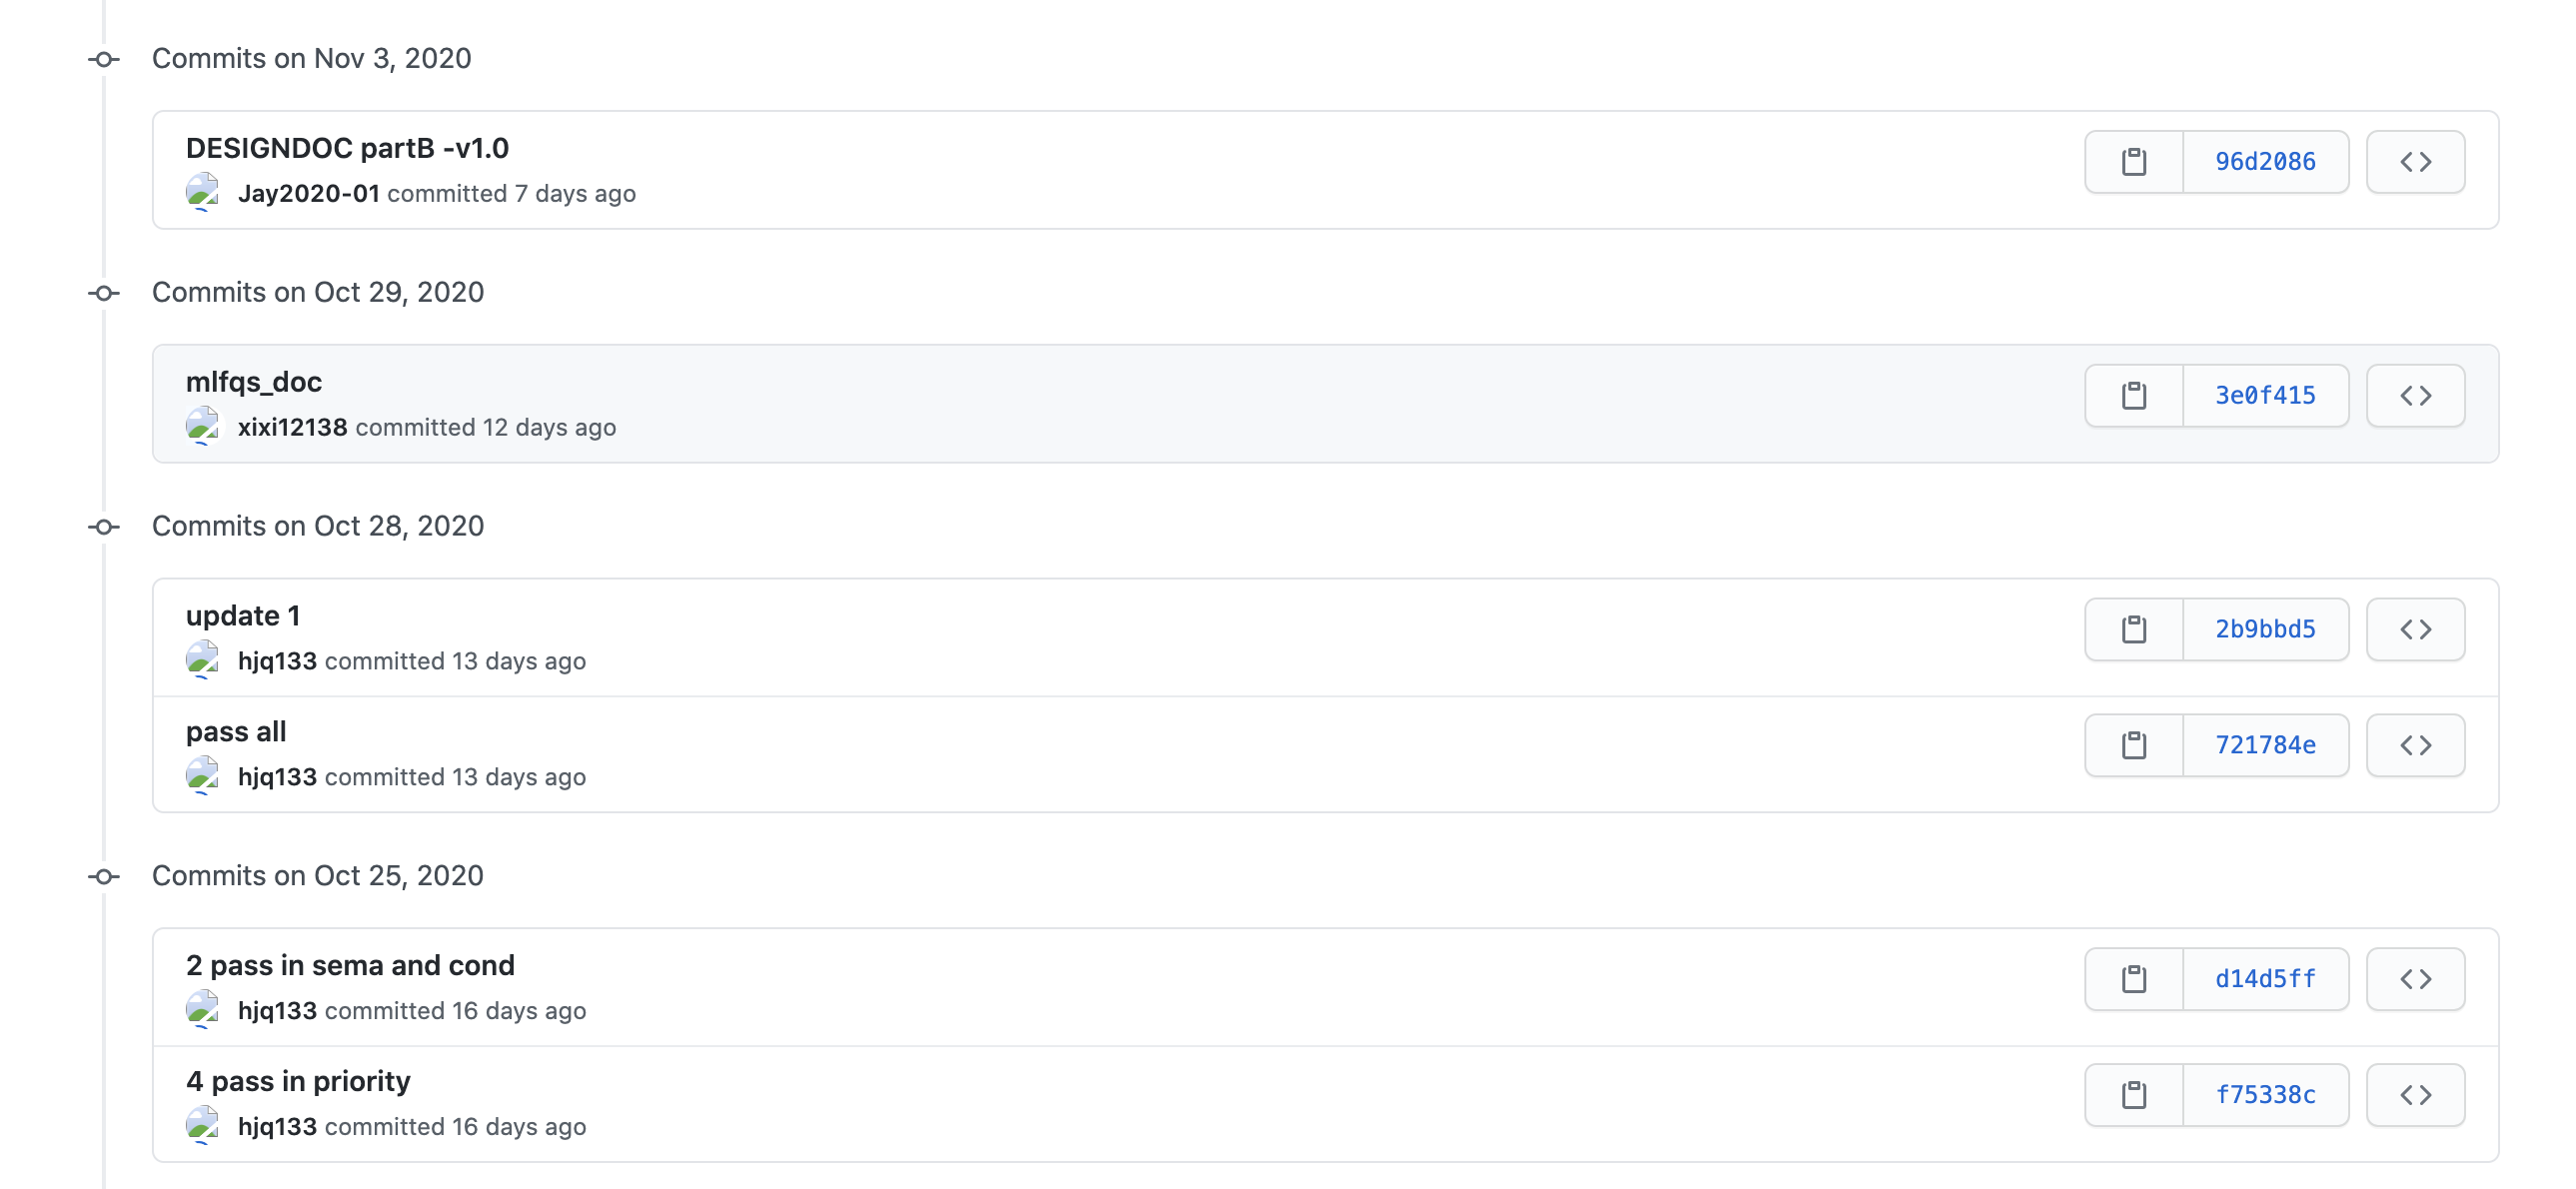 Commits on Nov 3, 2020
DESIGNDOC partB -v1.0
96d2086
Jay2020-01 committed 7 days ago
Commits on Oct 29, 2020
mlfqs_doc
3e0f415
xixi12138 committed 12 days ago
Commits on Oct 28, 2020
update 1
2b9bbd5
hjq133 committed 13 days ago
pass all
721784e
hjq133 committed 13 days ago
Commits on Oct 25, 2020
2 pass in sema and cond
d14d5ff
hjq133 committed 16 days ago
4 pass in priority
f75338c
hjq133 committed 16 days ago